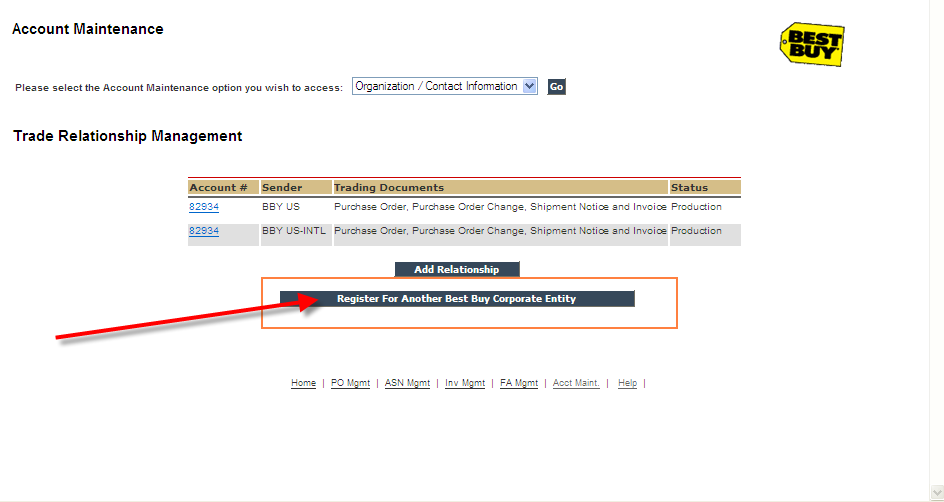 Account Maintenance
BEST BUY
Please select the Account Maintenance option you wish to access: Organization / Contact Information Go
Trade Relationship Management
Account # Sender Trading Documents Status
82934 BBY US Purchase Order, Purchase Order Change, Shipment Notice and Invoice Production
82934 BBY US-INTL Purchase Order, Purchase Order Change, Shipment Notice and Invoice Production
Add Relationship
Register For Another Best Buy Corporate Entity
Home | PO Mgmt | ASN Mgmt | Inv Mgmt | FA Mgmt | Acct Maint. | Help |